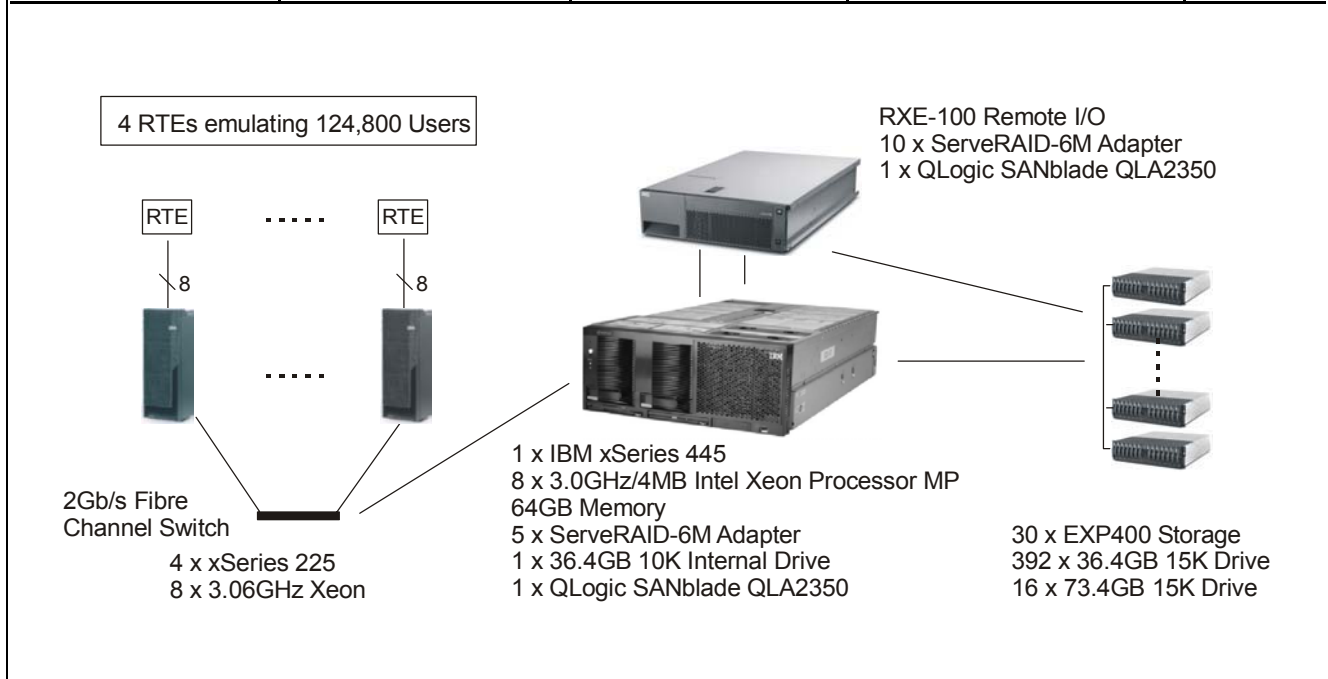 4 RTEs emulating 124,800 Users
RTE
RTE
8
8
RXE-100 Remote I/O
10 x ServeRAID-6M Adapter
1 x QLogic SANblade QLA2350
2Gb/s Fibre
Channel Switch
4 x xSeries 225
8 x 3.06GHz Xeon
1 x IBM xSeries 445
8 x 3.0GHz/4MB Intel Xeon Processor MP
64GB Memory
5 x ServeRAID-6M Adapter
1 x 36.4GB 10K Internal Drive
1 x QLogic SANblade QLA2350
30 x EXP400 Storage
392 x 36.4GB 15K Drive
16 x 73.4GB 15K Drive